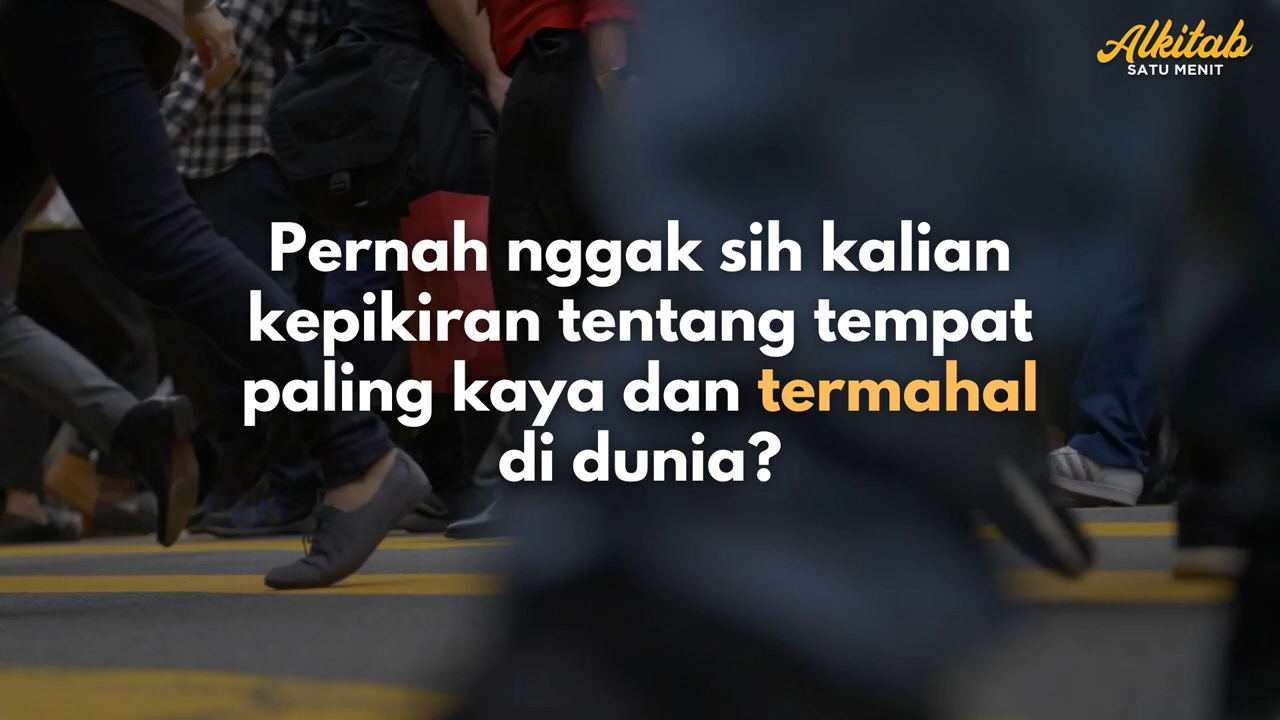 Alkitab
SATU MENIT
Pernah nggak sih kalian
kepikiran tentang tempat
paling kaya dan termahal
di dunia?